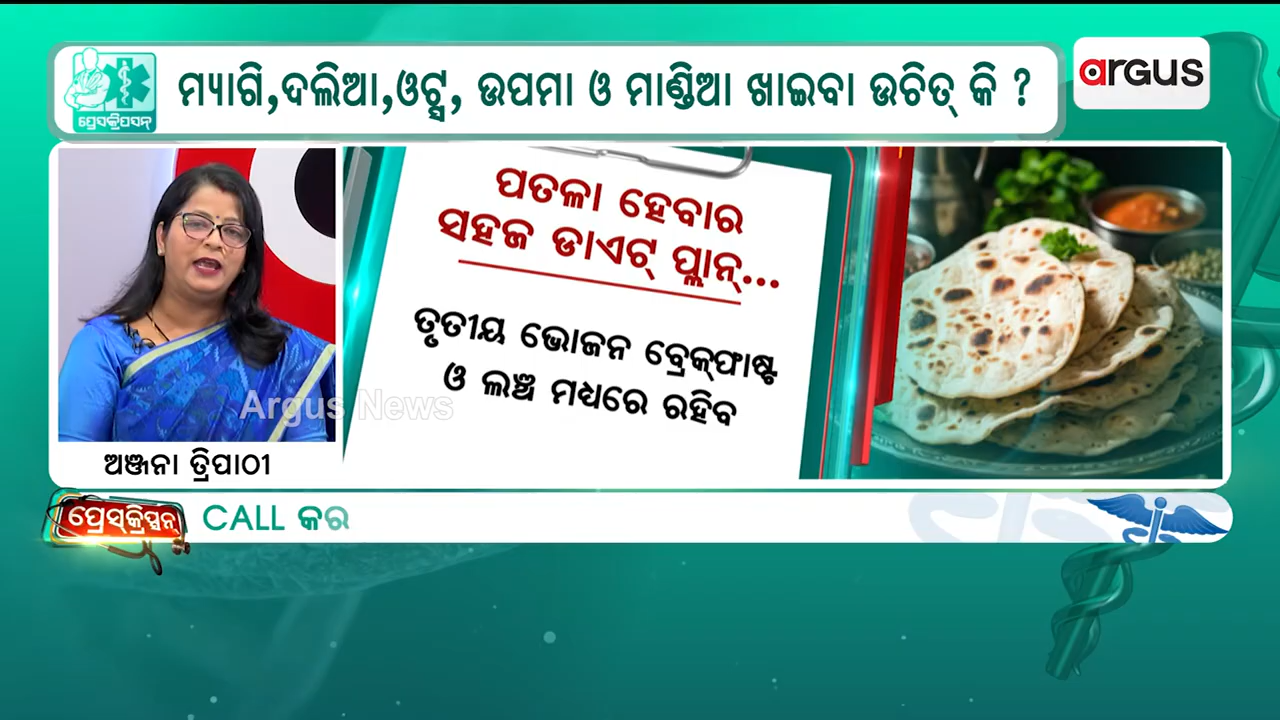 ମ୍ୟାଗି,ଦଲିଆ,ଓଟ୍ସ, ଉପମା ଓ ମାଣ୍ଡିଆ ଖାଇବା ଉଚିତ୍ କି ?
ପ୍ରେସକ୍ରିପସନ୍
argus
ପତଳା ହେବାର
ସହଜ ଡାଏଟ୍ ପ୍ଲାନ୍...
ତୃତୀୟ ଭୋଜନ ବ୍ରେକ୍‌ଫାଷ୍ଟ
ଓ ଲଞ୍ଚ ମଧ୍ୟରେ ରହିବ
Argus News
ଅଞ୍ଜନା ତ୍ରିପାଠୀ
ପ୍ରେସ୍‌କ୍ରିପ୍ସନ୍
CALL କର